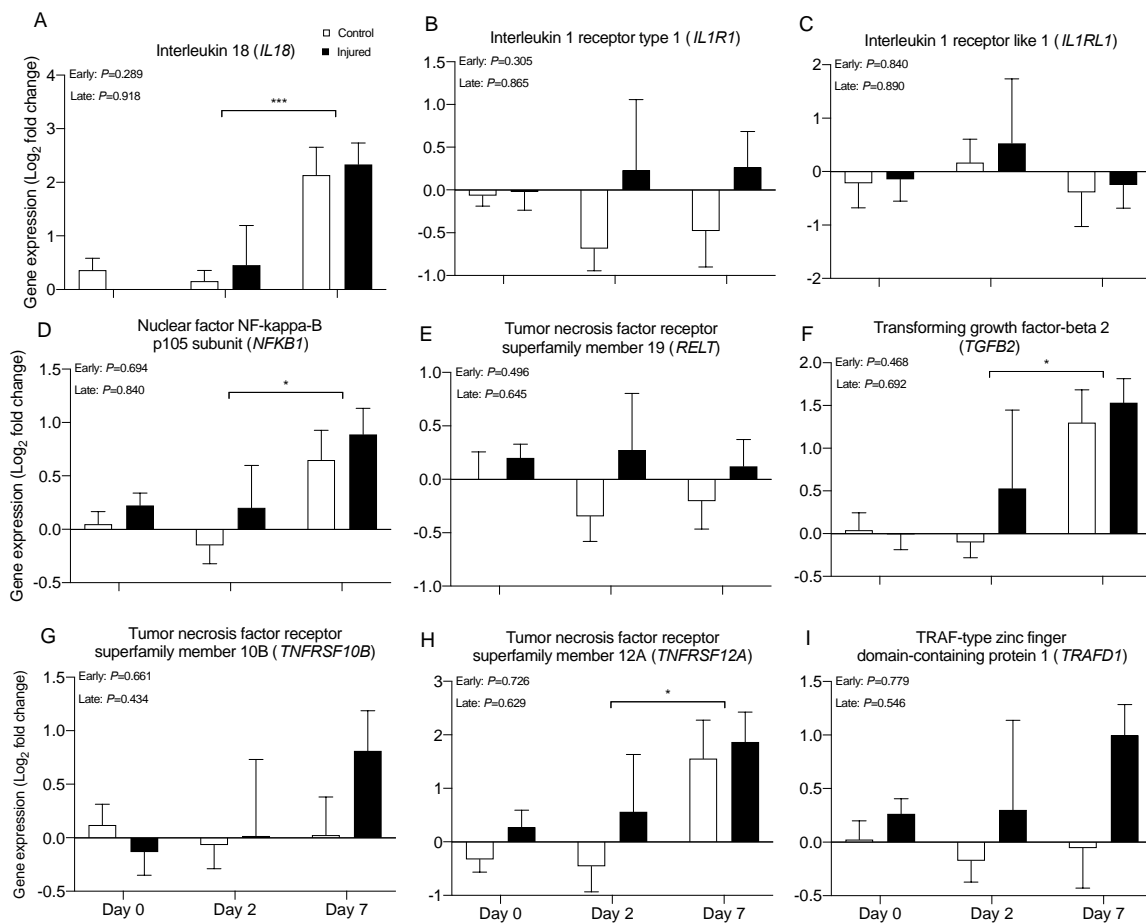 A
Interleukin 18 (IL18)
Control
Injured
Early: P=0.289
Late: P=0.918
***
4
3
2
1
0
Gene expression (Log2 fold change)
B
Interleukin 1 receptor type 1 (IL1R1)
Early: P=0.305
Late: P=0.865
1.5
1.0
0.5
0.0
-0.5
-1.0
C
Interleukin 1 receptor like 1 (IL1RL1)
Early: P=0.840
Late: P=0.890
2
1
0
-1
-2
D
Nuclear factor NF-kappa-B
p105 subunit (NFKB1)
Early: P=0.694
Late: P=0.840
*
1.5
1.0
0.5
0.0
-0.5
Gene expression (Log2 fold change)
E
Tumor necrosis factor receptor
superfamily member 19 (RELT)
Early: P=0.496
Late: P=0.645
1.0
0.5
0.0
-0.5
-1.0
F
Transforming growth factor-beta 2
(TGFB2)
Early: P=0.468
Late: P=0.692
*
2.0
1.5
1.0
0.5
0.0
-0.5
G
Tumor necrosis factor receptor
superfamily member 10B (TNFRSF10B)
Early: P=0.661
Late: P=0.434
1.5
1.0
0.5
0.0
-0.5
Gene expression (Log2 fold change)
Day 0 Day 2 Day 7
H
Tumor necrosis factor receptor
superfamily member 12A (TNFRSF12A)
Early: P=0.726
Late: P=0.629
*
3
2
1
0
-1
Day 0 Day 2 Day 7
I
TRAF-type zinc finger
domain-containing protein 1 (TRAFD1)
Early: P=0.779
Late: P=0.546
1.5
1.0
0.5
0.0
-0.5
Day 0 Day 2 Day 7